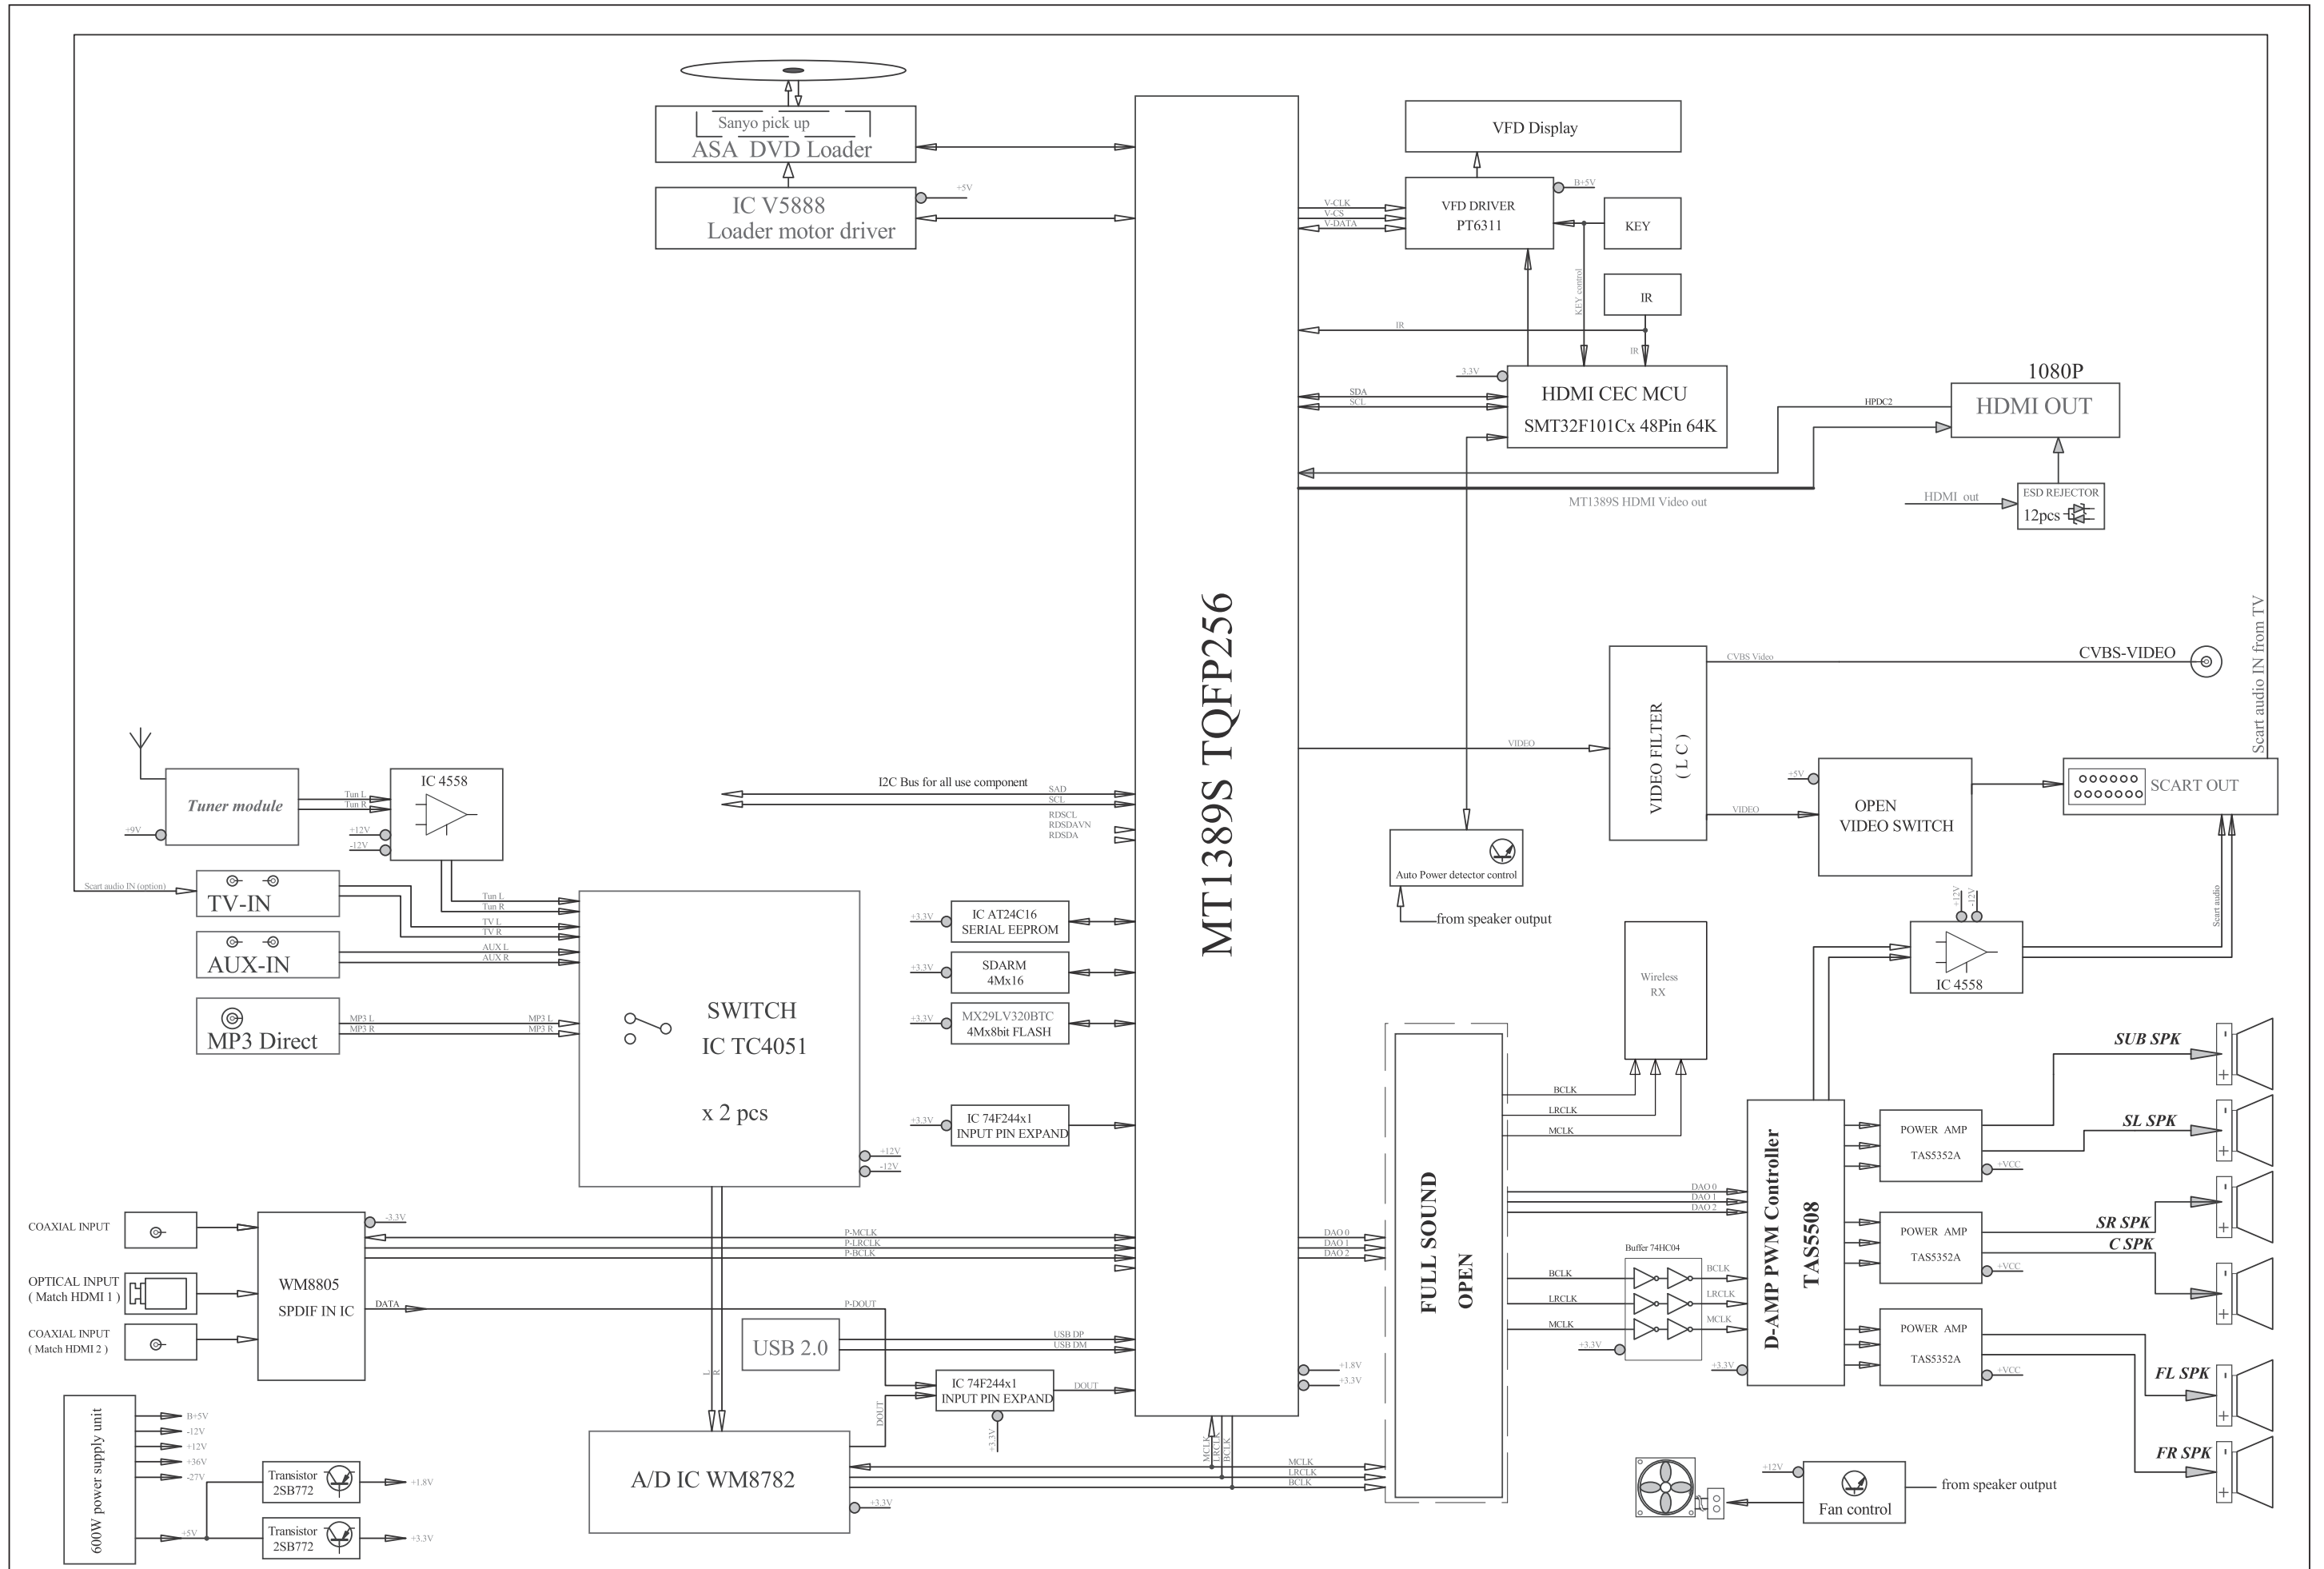 Sanyo pick up
ASA DVD Loader
IC V5888
Loader motor driver
+5V
MT1389S TQFP256
VFD Display
VFD DRIVER
PT6311
B+5V
V-CLK
V-CS
V-DATA
KEY
KEY control
IR
IR
IR
3.3V
HDMI CEC MCU
SMT32F101Cx 48Pin 64K
SDA
SCL
1080P
HDMI OUT
HPDC2
MT1389S HDMI Video out
HDMI out
ESD REJECTOR
12pcs
Scart audio IN from TV
CVBS Video
CVBS-VIDEO
VIDEO FILTER
( L C )
VIDEO
VIDEO
+5V
OPEN
VIDEO SWITCH
SCART OUT
Scart audio
Auto Power detector control
from speaker output
+12V
-12V
IC 4558
Tuner module
+9V
Tun L
Tun R
IC 4558
+12V
-12V
Scart audio IN (option)
TV-IN
AUX-IN
MP3 Direct
Tun L
Tun R
TV L
TV R
AUX L
AUX R
MP3 L
MP3 R
MP3 L
MP3 R
SWITCH
IC TC4051
x 2 pcs
+12V
-12V
I2C Bus for all use component
SAD
SCL
RDSCL
RDSDAVN
RDSDA
+3.3V
IC AT24C16
SERIAL EEPROM
+3.3V
SDARM
4Mx16
+3.3V
MX29LV320BTC
4Mx8bit FLASH
+3.3V
IC 74F244x1
INPUT PIN EXPAND
Wireless
RX
BCLK
LRCLK
MCLK
FULL SOUND
OPEN
DAO 0
DAO 1
DAO 2
DAO 0
DAO 1
DAO 2
Buffer 74HC04
BCLK
LRCLK
MCLK
BCLK
LRCLK
MCLK
+3.3V
+3.3V
D-AMP PWM Controller
TAS5508
POWER AMP
TAS5352A
+VCC
POWER AMP
TAS5352A
+VCC
POWER AMP
TAS5352A
+VCC
SUB SPK
- +
SL SPK
- +
SR SPK
- +
C SPK
- +
FL SPK
- +
FR SPK
- +
COAXIAL INPUT
OPTICAL INPUT
( Match HDMI 1 )
COAXIAL INPUT
( Match HDMI 2 )
-3.3V
WM8805
SPDIF IN IC
P-MCLK
P-LRCLK
P-BCLK
DATA
P-DOUT
USB 2.0
USB DP
USB DM
IC 74F244x1
INPUT PIN EXPAND
DOUT
DOUT
+3.3V
+1.8V
+3.3V
L
R
A/D IC WM8782
+3.3V
MCLK
LRCLK
BCLK
MCLK
LRCLK
BCLK
600W power supply unit
B+5V
-12V
+12V
+36V
-27V
+5V
Transistor
2SB772
+1.8V
Transistor
2SB772
+3.3V
+12V
Fan control
from speaker output